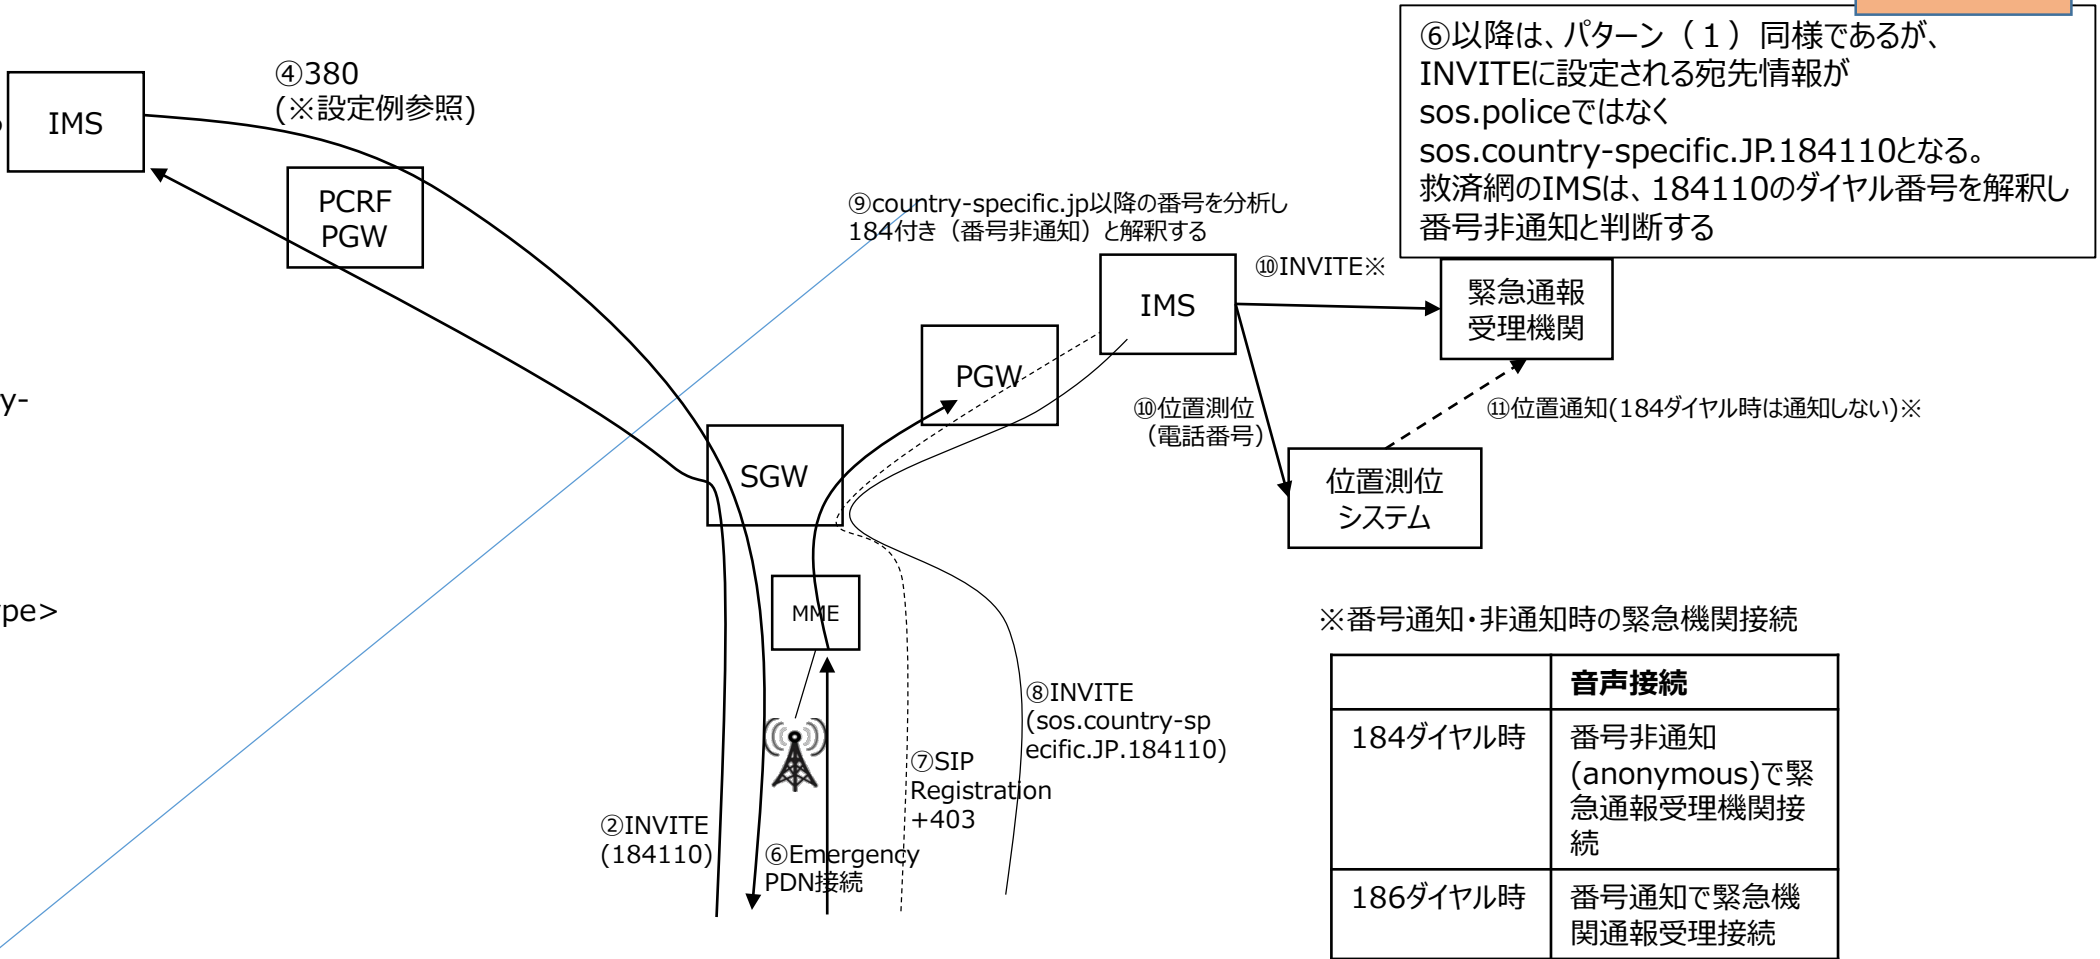 ⑥以降は、パターン（１）同様であるが、
INVITEに設定される宛先情報が
sos.policeではなく
sos.country-specific.JP.184110となる。
救済網のIMSは、184110のダイヤル番号を解釈し
番号非通知と判断する
④380
(※設定例参照)
IMS
PCRF
PGW
⑨country-specific.jp以降の番号を分析し
184付き（番号非通知）と解釈する
IMS
⑩INVITE※
緊急通報
受理機関
PGW
⑩位置測位
（電話番号）
⑪位置通知(184ダイヤル時は通知しない)※
y-
SGW
位置測位
システム
pe>
MME
②INVITE
(184110)
⑥Emergency
PDN接続
⑦SIP
Registration
+403
⑧INVITE
(sos.country-sp
ecific.JP.184110)
※番号通知・非通知時の緊急機関接続
音声接続
184ダイヤル時
番号非通知
(anonymous)で緊
急通報受理機関接
続
186ダイヤル時
番号通知で緊急機
関通報受理接続